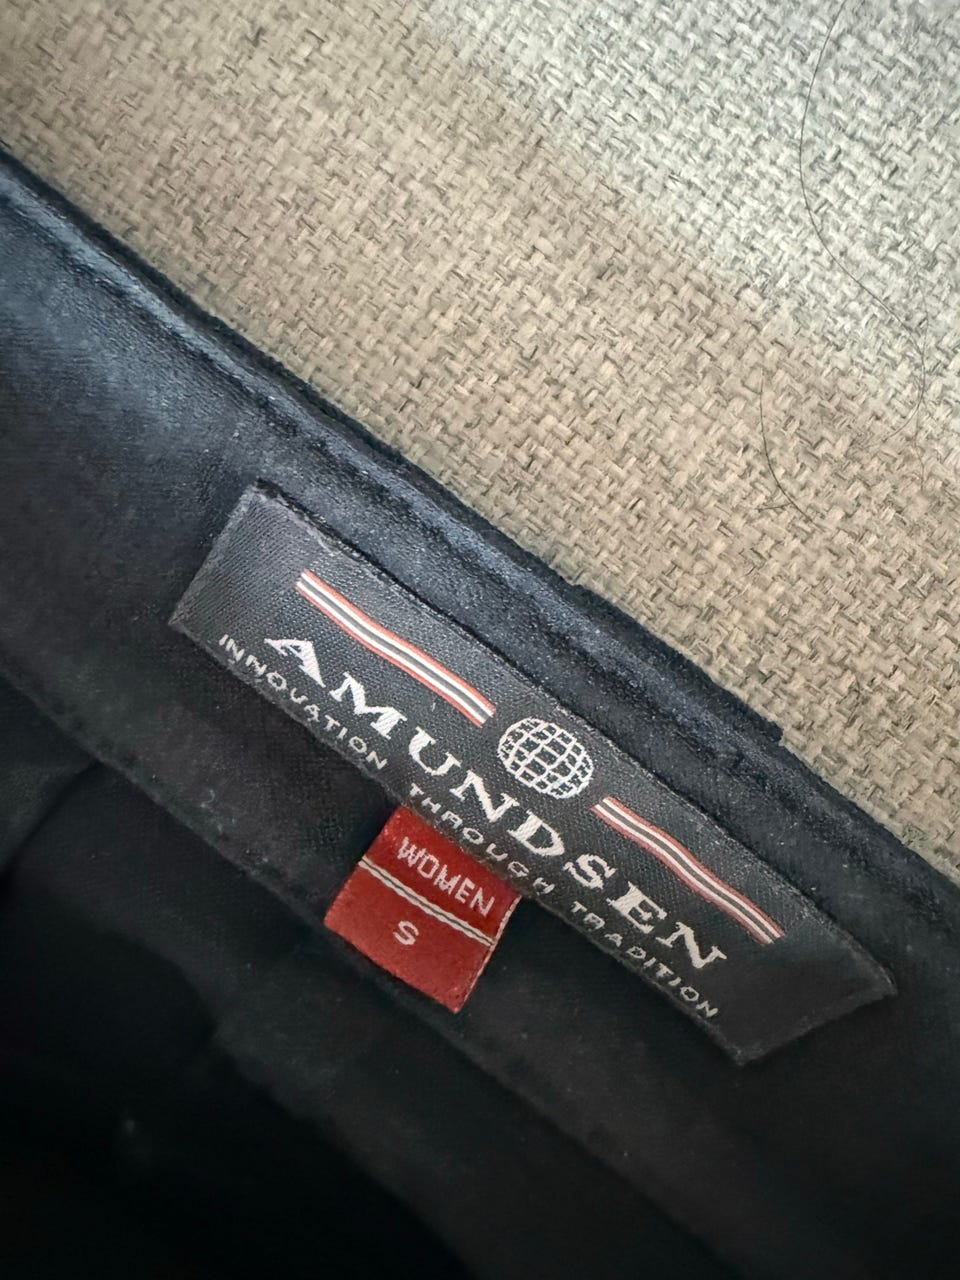 AMUNDSEN
INNOVATION THROUGH TRADITION
WOMEN
S